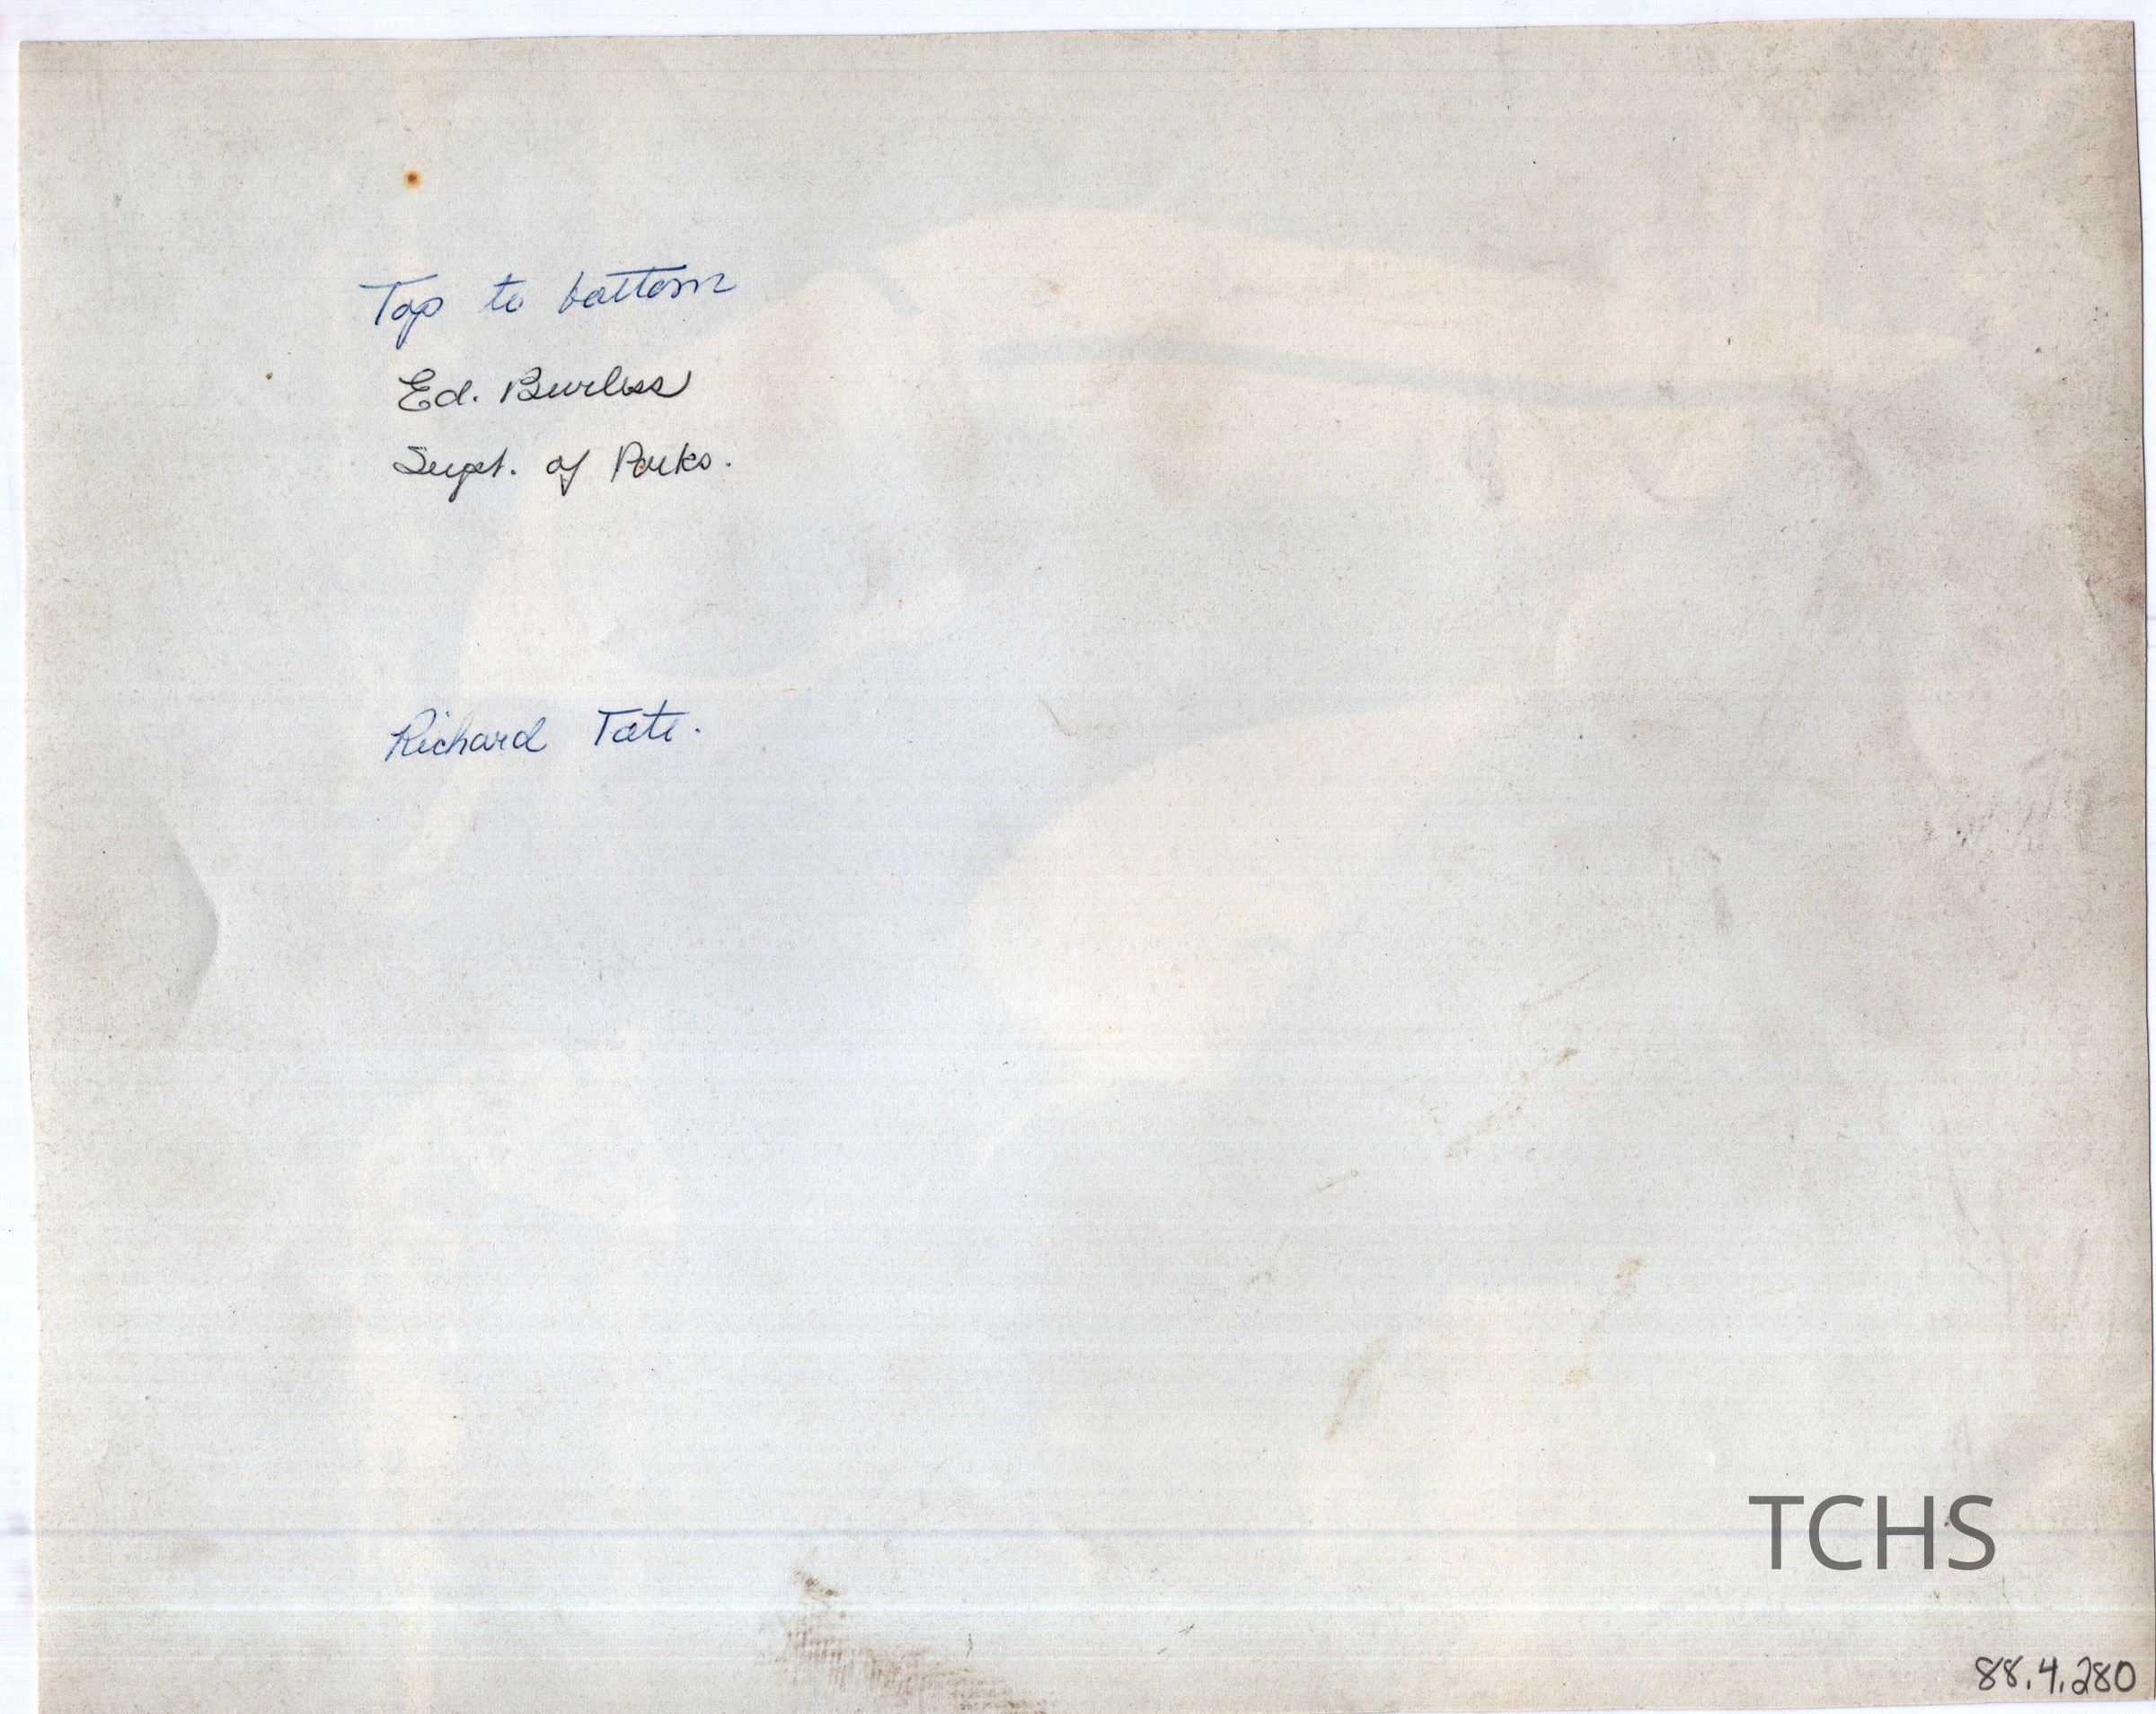 Top to bottom
Ed. Burless
Supt. of Parks.
Richard Tate.
TCHS
88.4.280